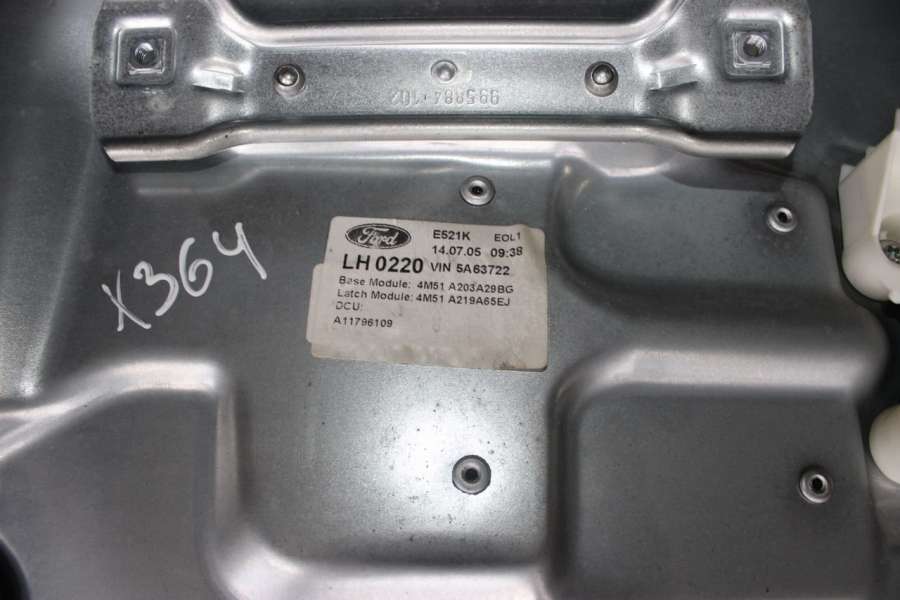 995884-102
X364
Ford E521K EOL1
14.07.05 09:38
LH 0220 VIN 5A63722
Base Module: 4M51 A203A29BG
Latch Module: 4M51 A219A65EJ
DCU:
A11796109